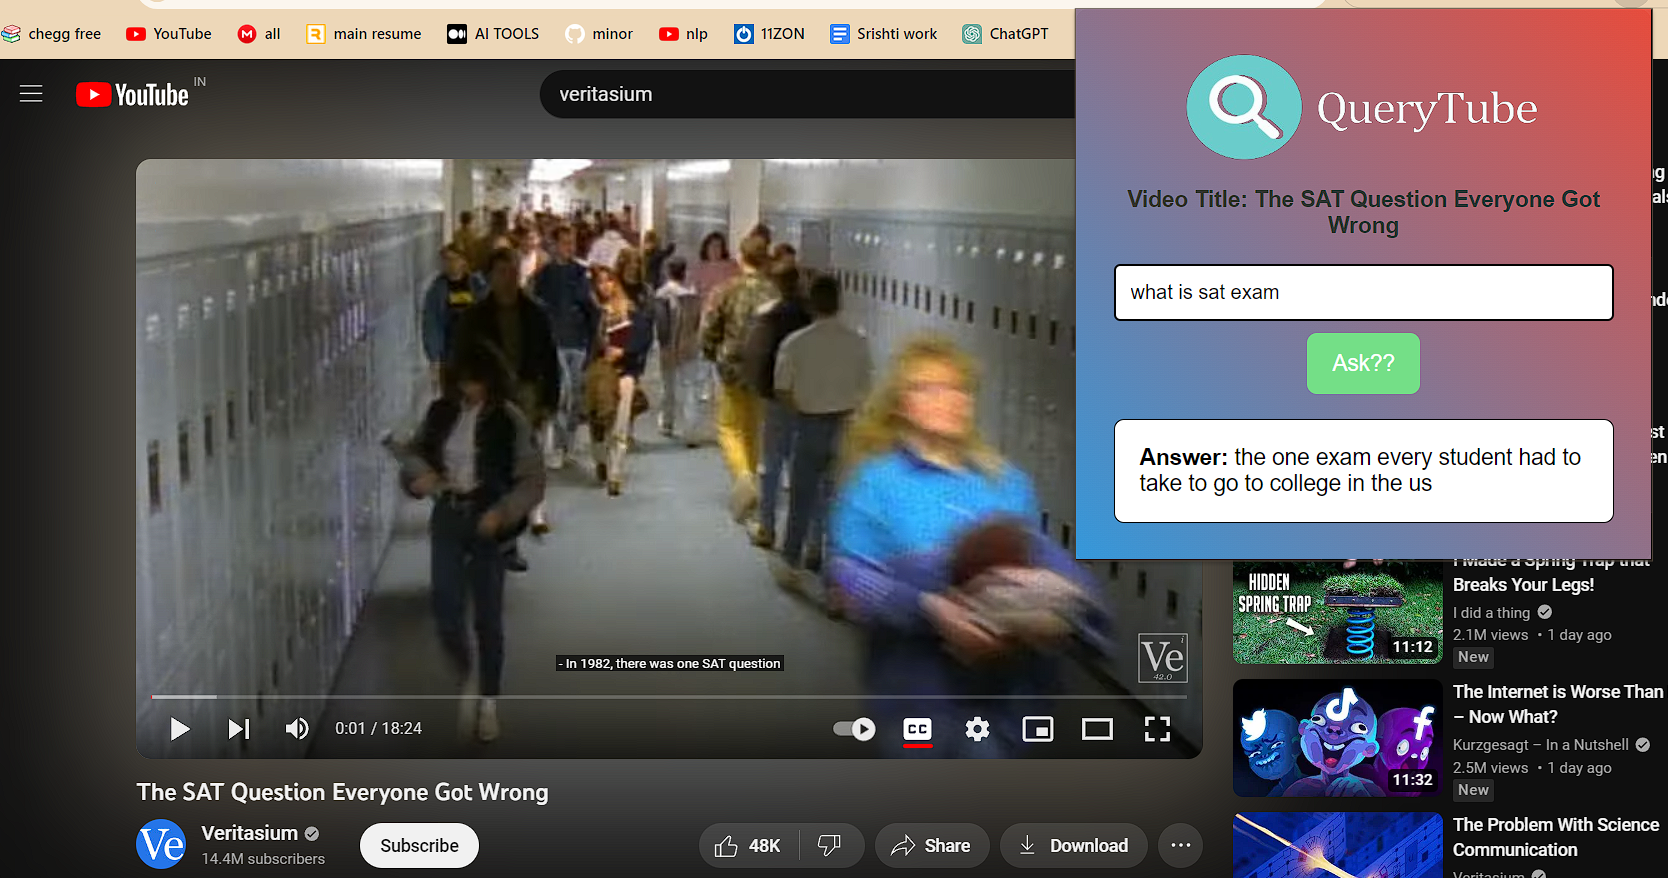 chegg free YouTube all main resume AI TOOLS minor nlp 11ZON Srishti work ChatGPT
YouTube IN
veritasium
QueryTube
Video Title: The SAT Question Everyone Got
Wrong
what is sat exam
Ask??
Answer: the one exam every student had to
take to go to college in the us
- In 1982, there was one SAT question
Ve
42.0
0:01 / 18:24
CC
The SAT Question Everyone Got Wrong
Ve
Veritasium
14.4M subscribers
Subscribe
48K
Share
Download
HIDDEN
SPRING TRAP
11:12
I Made a Spring Trap that
Breaks Your Legs!
I did a thing
2.1M views • 1 day ago
New
11:32
The Internet is Worse Than
– Now What?
Kurzgesagt – In a Nutshell
2.5M views • 1 day ago
New
The Problem With Science
Communication
Veritasium